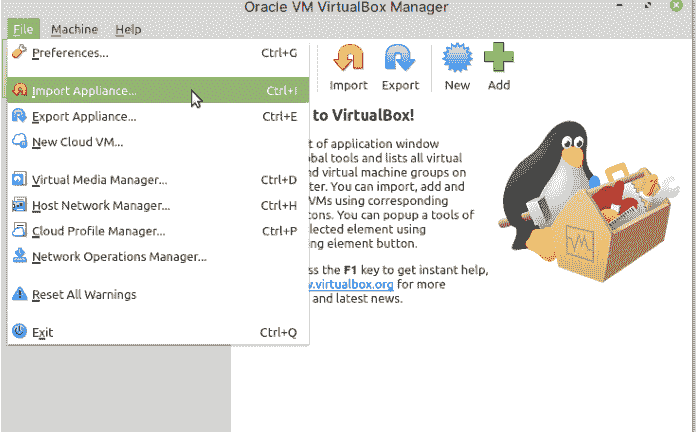 Oracle VM VirtualBox Manager
File Machine Help
Preferences... Ctrl+G
Import Appliance... Ctrl+I
Export Appliance... Ctrl+E
New Cloud VM...
Virtual Media Manager... Ctrl+D
Host Network Manager... Ctrl+H
Cloud Profile Manager... Ctrl+P
Network Operations Manager...
Reset All Warnings
Exit Ctrl+Q
Import Export New Add
to VirtualBox!
t of application window
obal tools and lists all virtual
nd virtual machine groups on
ter. You can import, add and
VMs using corresponding
tons. You can popup a tools of
elected element using
ing element button.
ss the F1 key to get instant help,
w.virtualbox.org for more
and latest news.